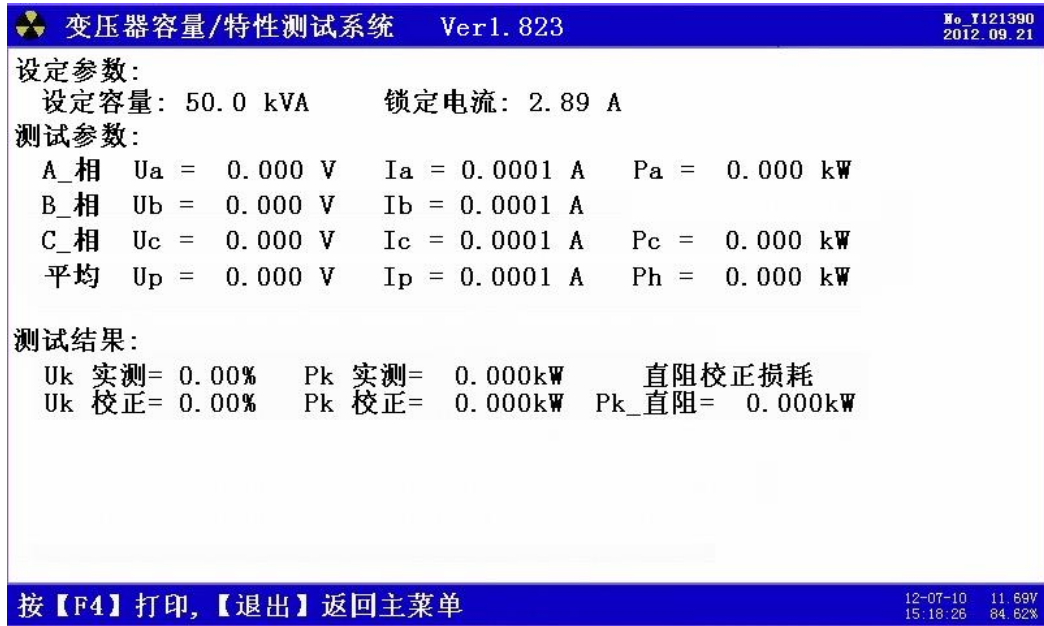 变压器容量/特性测试系统 Ver1.823
No_T121390
2012.09.21
设定参数:
设定容量: 50.0 kVA 锁定电流: 2.89 A
测试参数:
A_相 Ua = 0.000 V Ia = 0.0001 A Pa = 0.000 kW
B_相 Ub = 0.000 V Ib = 0.0001 A
C_相 Uc = 0.000 V Ic = 0.0001 A Pc = 0.000 kW
平均 Up = 0.000 V Ip = 0.0001 A Ph = 0.000 kW
测试结果:
Uk 实测= 0.00% Pk 实测= 0.000kW 直阻校正损耗
Uk 校正= 0.00% Pk 校正= 0.000kW Pk_直阻= 0.000kW
按【F4】打印,【退出】返回主菜单
12-07-10 11.69V
15:18:26 84.62%